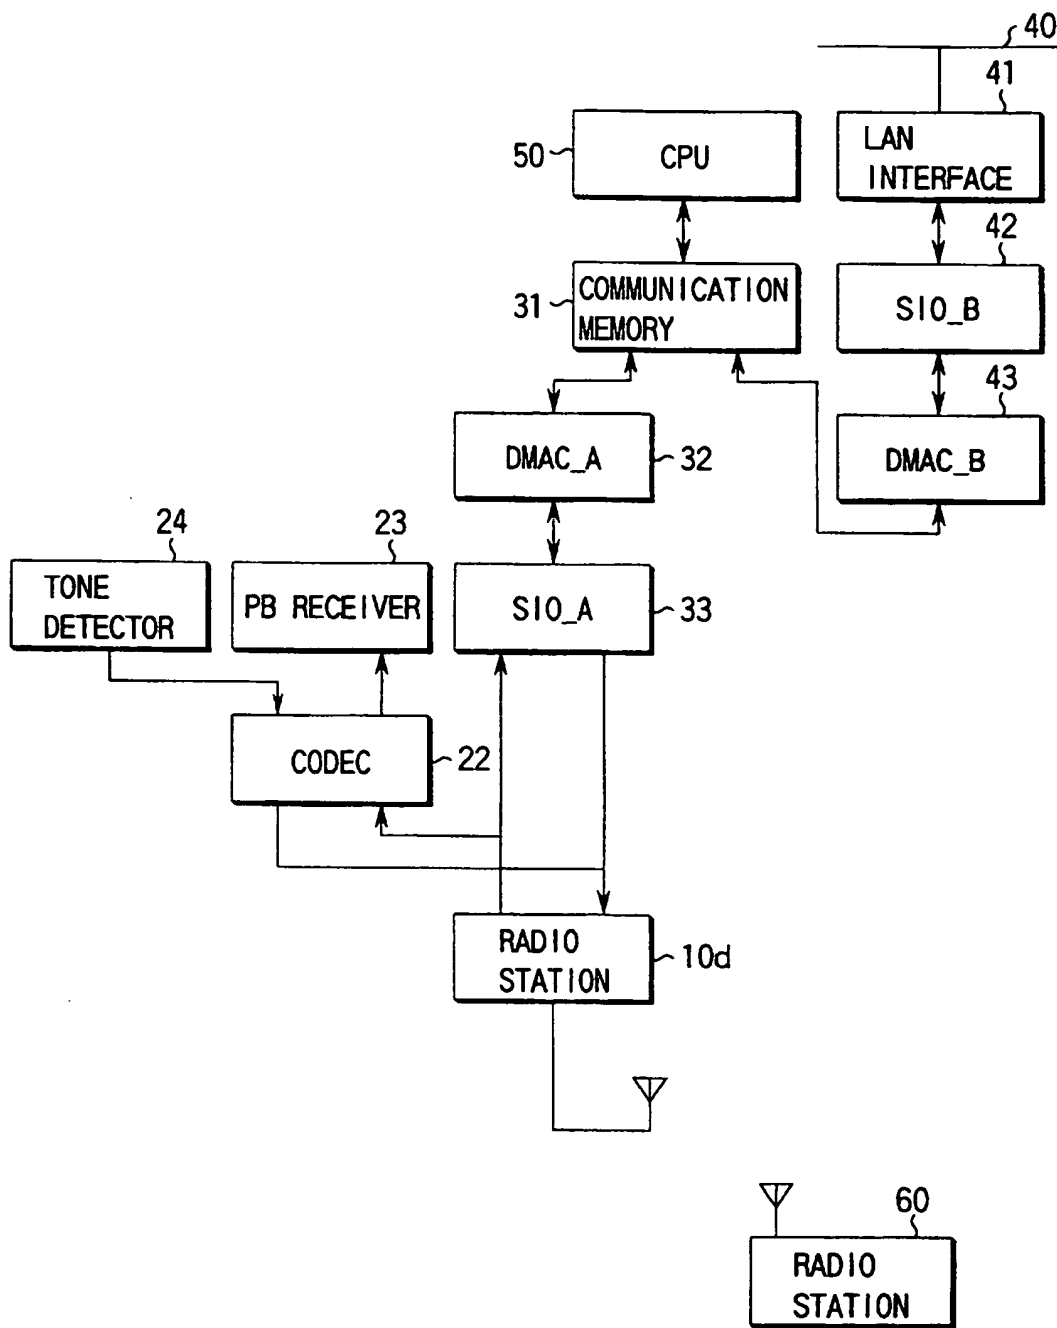 40
41
LAN
INTERFACE
50
CPU
42
31
COMMUNICATION
MEMORY
SIO_B
43
DMAC_A
32
DMAC_B
24
23
TONE
DETECTOR
PB RECEIVER
SIO_A
33
CODEC
22
RADIO
STATION
10d
60
RADIO
STATION